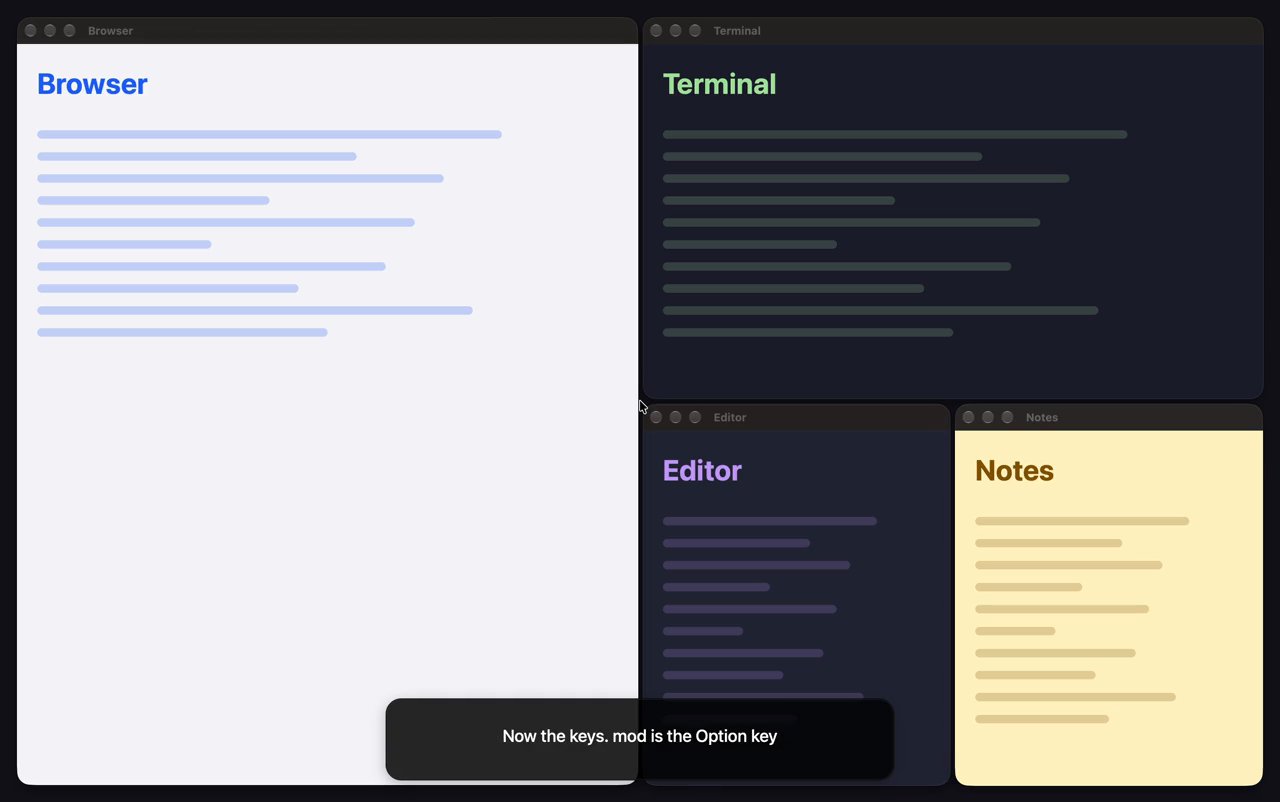 Browser
Browser
Terminal
Terminal
Editor
Editor
Notes
Notes
Now the keys. mod is the Option key